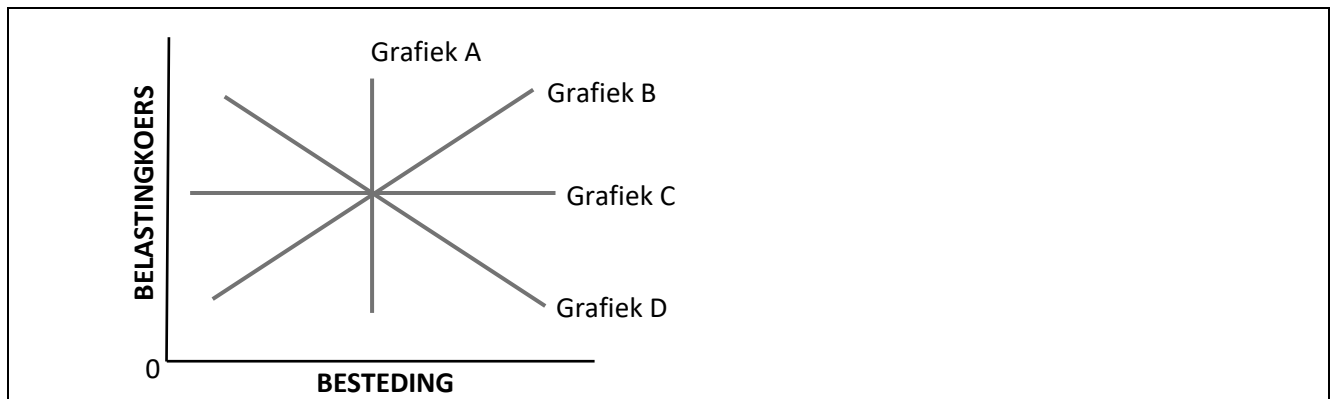 Grafiek A
Grafiek B
Grafiek C
Grafiek D
BELASTINGKOERS
0
BESTEDING